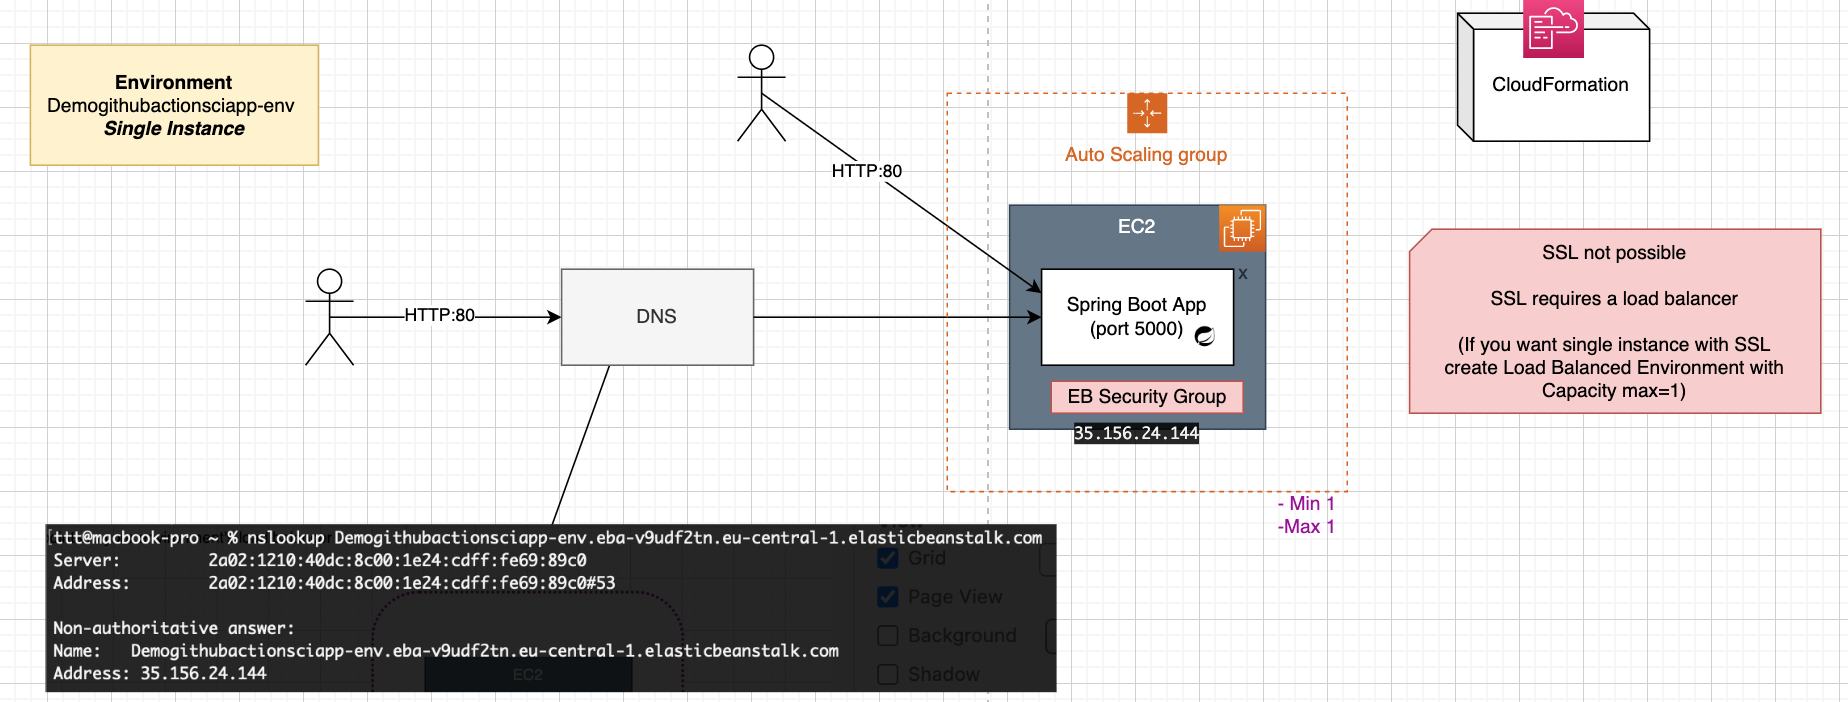 Environment
Demogithubactionsciapp-env
Single Instance
HTTP:80
Auto Scaling group
CloudFormation
EC2
x
HTTP:80
DNS
Spring Boot App
(port 5000)
EB Security Group
35.156.24.144
SSL not possible
SSL requires a load balancer
(If you want single instance with SSL
create Load Balanced Environment with
Capacity max=1)
- Min 1
-Max 1
[ttt@macbook-pro ~ % nslookup Demogithubactionsciapp-env.eba-v9udf2tn.eu-central-1.elasticbeanstalk.com
Server: 2a02:1210:40dc:8c00:1e24:cdff:fe69:89c0
Address: 2a02:1210:40dc:8c00:1e24:cdff:fe69:89c0#53
Non-authoritative answer:
Name: Demogithubactionsciapp-env.eba-v9udf2tn.eu-central-1.elasticbeanstalk.com
Address: 35.156.24.144
Grid
Page View
Background
Shadow
EC2